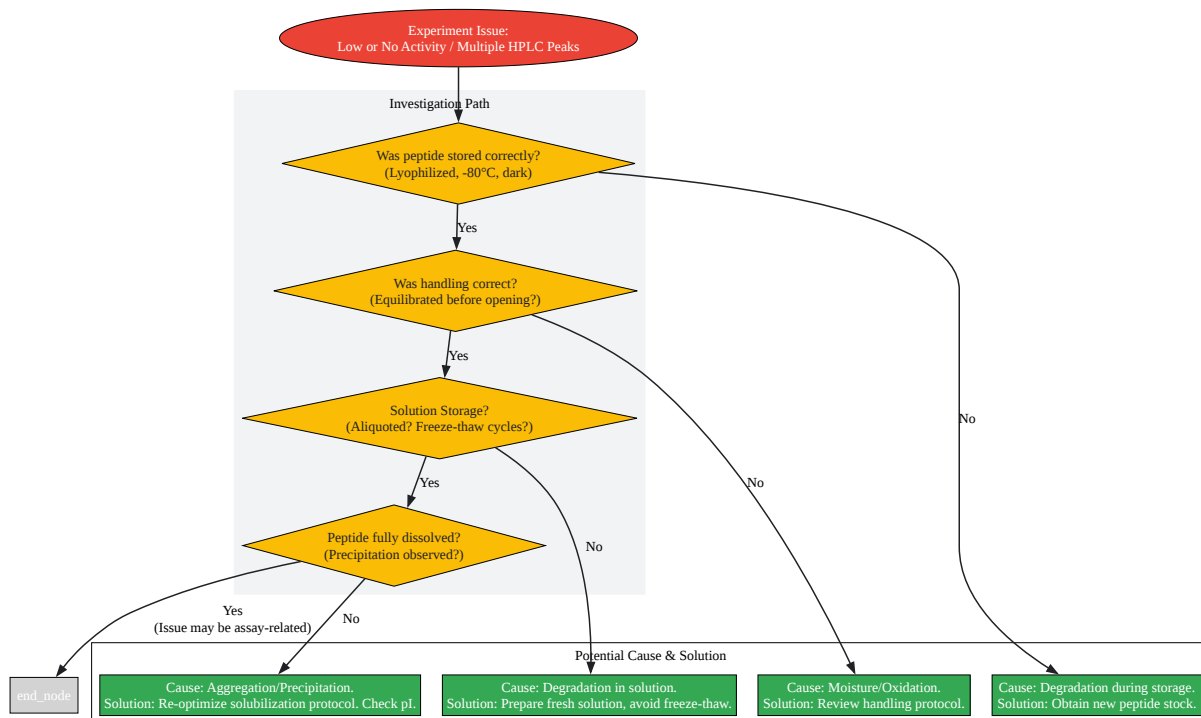 Experiment Issue:
Low or No Activity / Multiple HPLC Peaks
Investigation Path
Was peptide stored correctly?
(Lyophilized, -80°C, dark)
Yes
Was handling correct?
(Equilibrated before opening?)
Yes
Solution Storage?
(Aliquoted? Freeze-thaw cycles?)
No
Yes
No
Peptide fully dissolved?
(Precipitation observed?)
No
Yes
(Issue may be assay-related)
No
Potential Cause & Solution
end_node
Cause: Aggregation/Precipitation.
Solution: Re-optimize solubilization protocol. Check pI.
Cause: Degradation in solution.
Solution: Prepare fresh solution, avoid freeze-thaw.
Cause: Moisture/Oxidation.
Solution: Review handling protocol.
Cause: Degradation during storage.
Solution: Obtain new peptide stock.